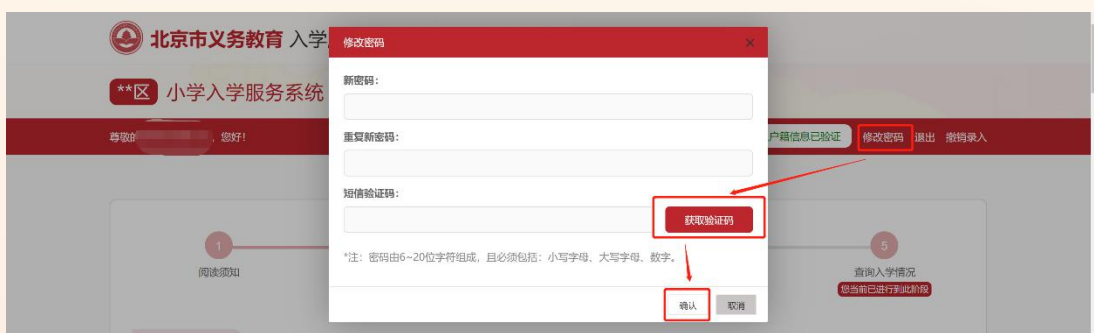 北京市义务教育 入学
**区 小学入学服务系统
尊敬的 ，您好！
户籍信息已验证 修改密码 退出 撤销录入
修改密码 ×
新密码：
重复新密码：
短信验证码：
获取验证码
*注：密码由6~20位字符组成，且必须包括：小写字母、大写字母、数字。
确认 取消
1
阅读须知
5
查询入学情况
您当前已进行到此阶段